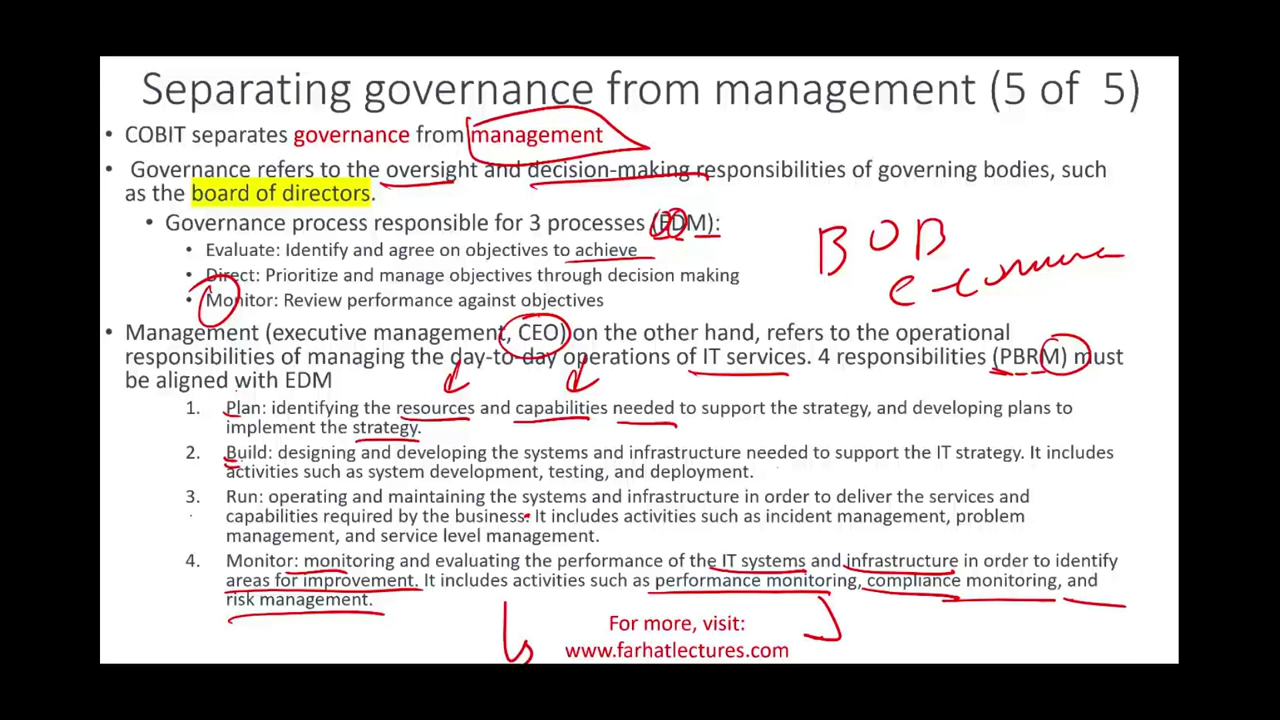 Separating governance from management (5 of 5)
• COBIT separates governance from management
• Governance refers to the oversight and decision-making responsibilities of governing bodies, such
as the board of directors.
• Governance process responsible for 3 processes (EDM):
• Evaluate: Identify and agree on objectives to achieve
• Direct: Prioritize and manage objectives through decision making
• Monitor: Review performance against objectives
BOB
e-commerce
• Management (executive management, CEO) on the other hand, refers to the operational
responsibilities of managing the day-to-day operations of IT services. 4 responsibilities (PBRM) must
be aligned with EDM
1. Plan: identifying the resources and capabilities needed to support the strategy, and developing plans to
implement the strategy.
2. Build: designing and developing the systems and infrastructure needed to support the IT strategy. It includes
activities such as system development, testing, and deployment.
3. Run: operating and maintaining the systems and infrastructure in order to deliver the services and
capabilities required by the business. It includes activities such as incident management, problem
management, and service level management.
4. Monitor: monitoring and evaluating the performance of the IT systems and infrastructure in order to identify
areas for improvement. It includes activities such as performance monitoring, compliance monitoring, and
risk management.
For more, visit:
www.farhatlectures.com